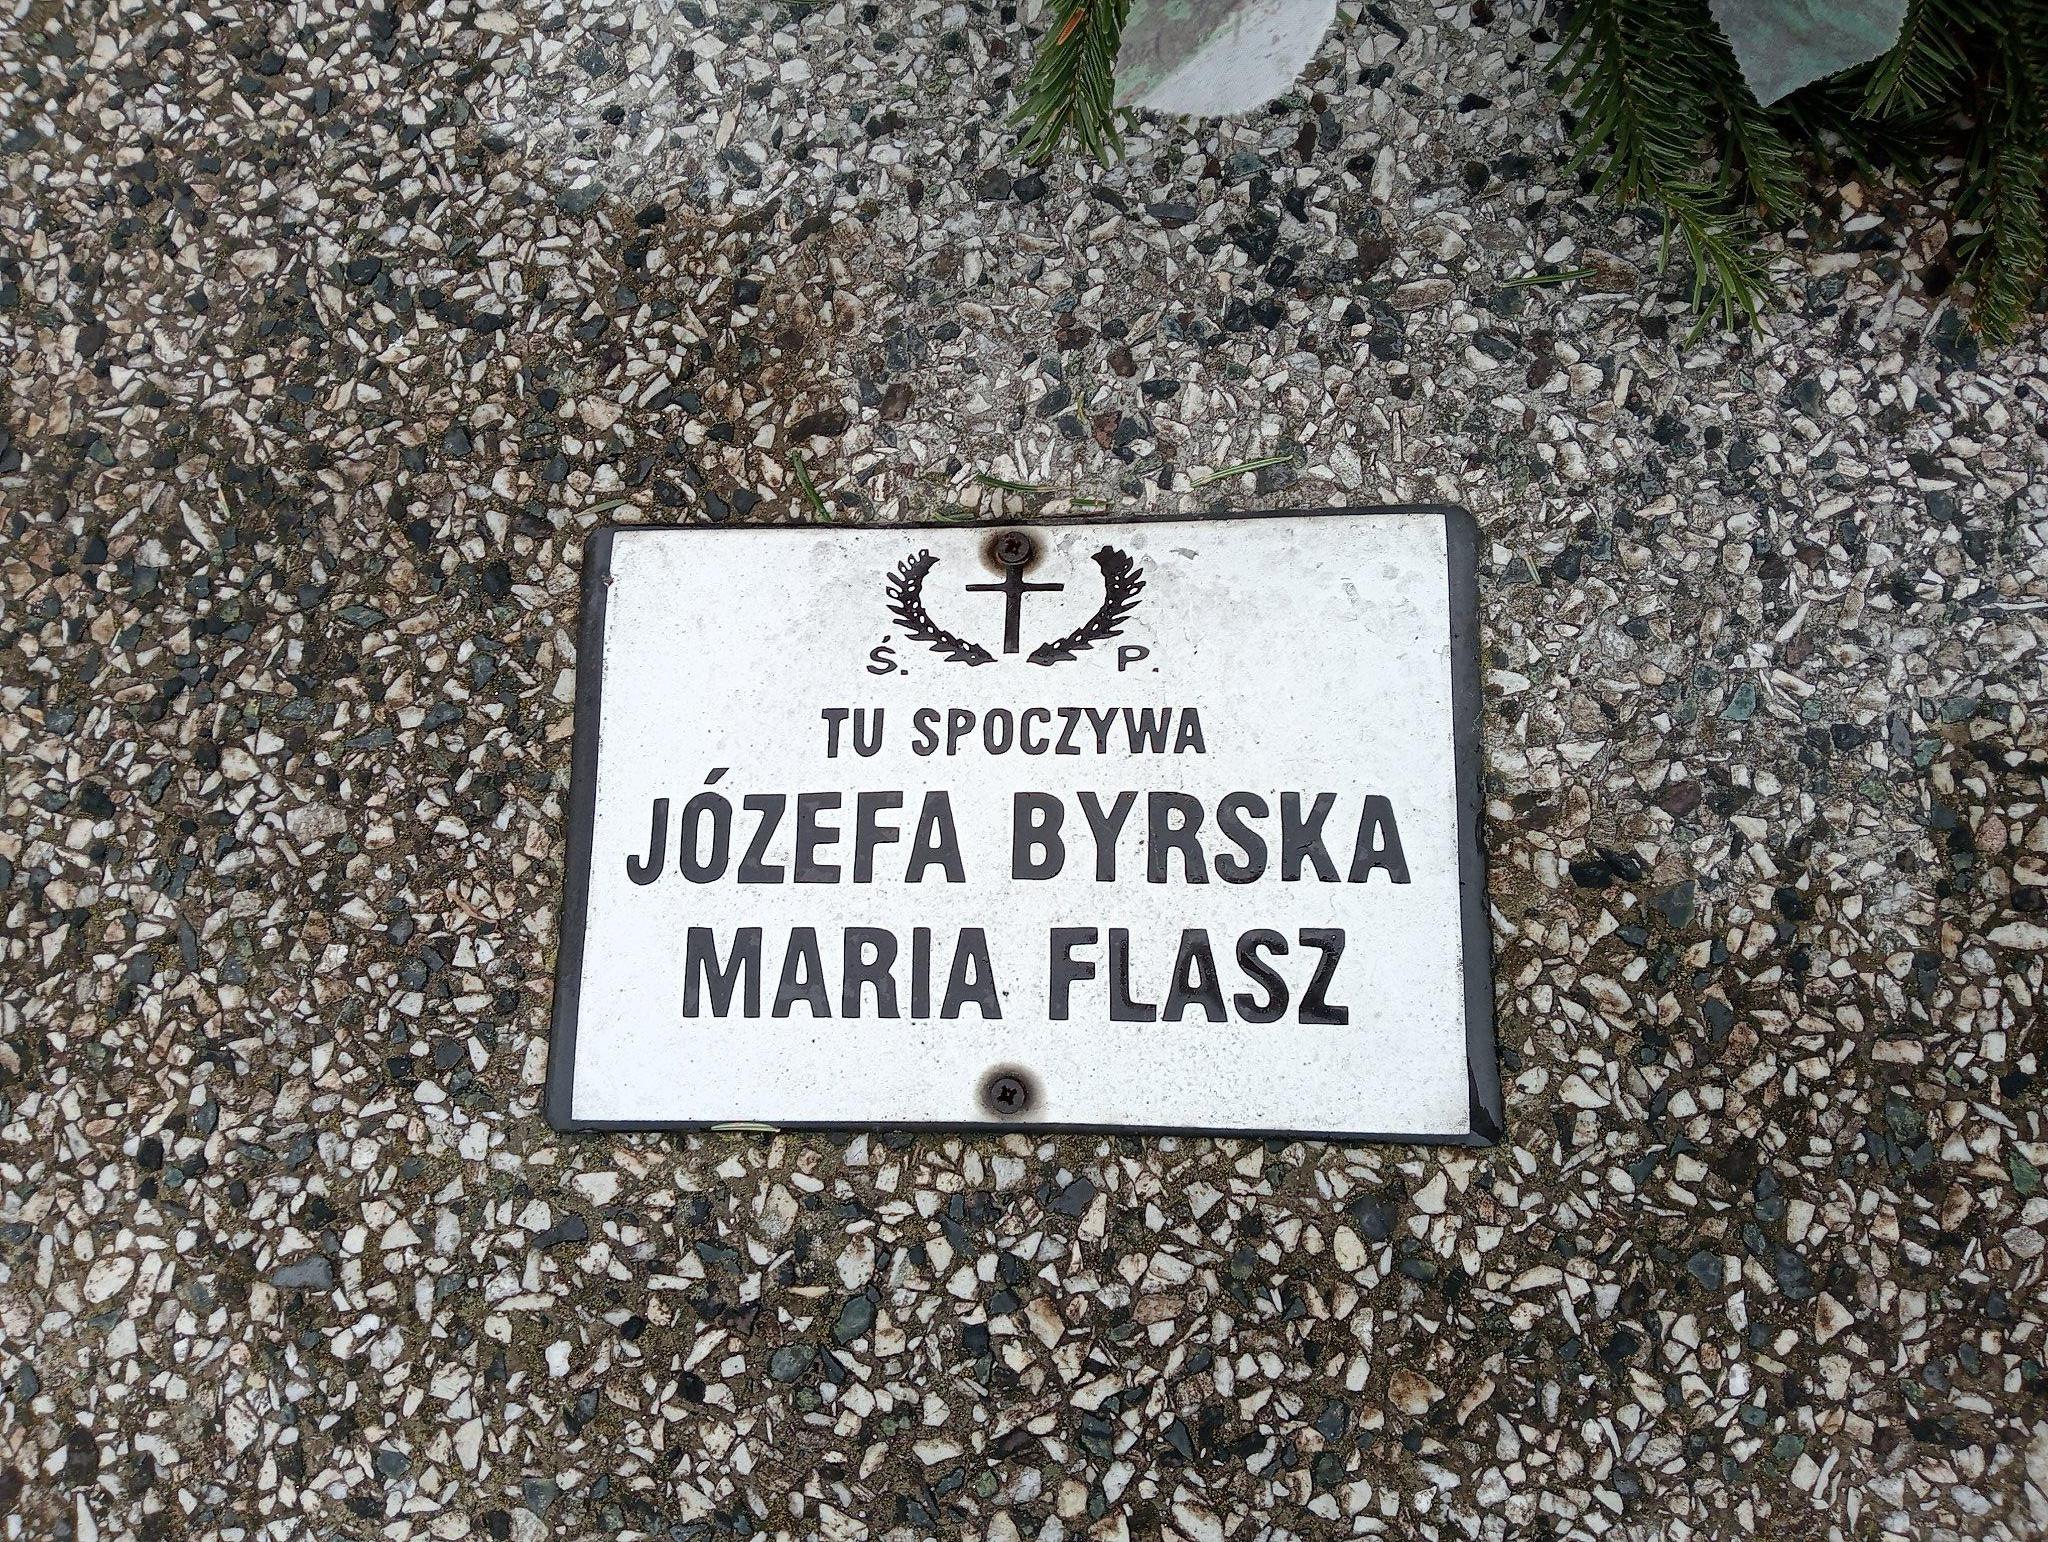 Ś. P.
TU SPOCZYWA
JÓZEFA BYRSKA
MARIA FLASZ